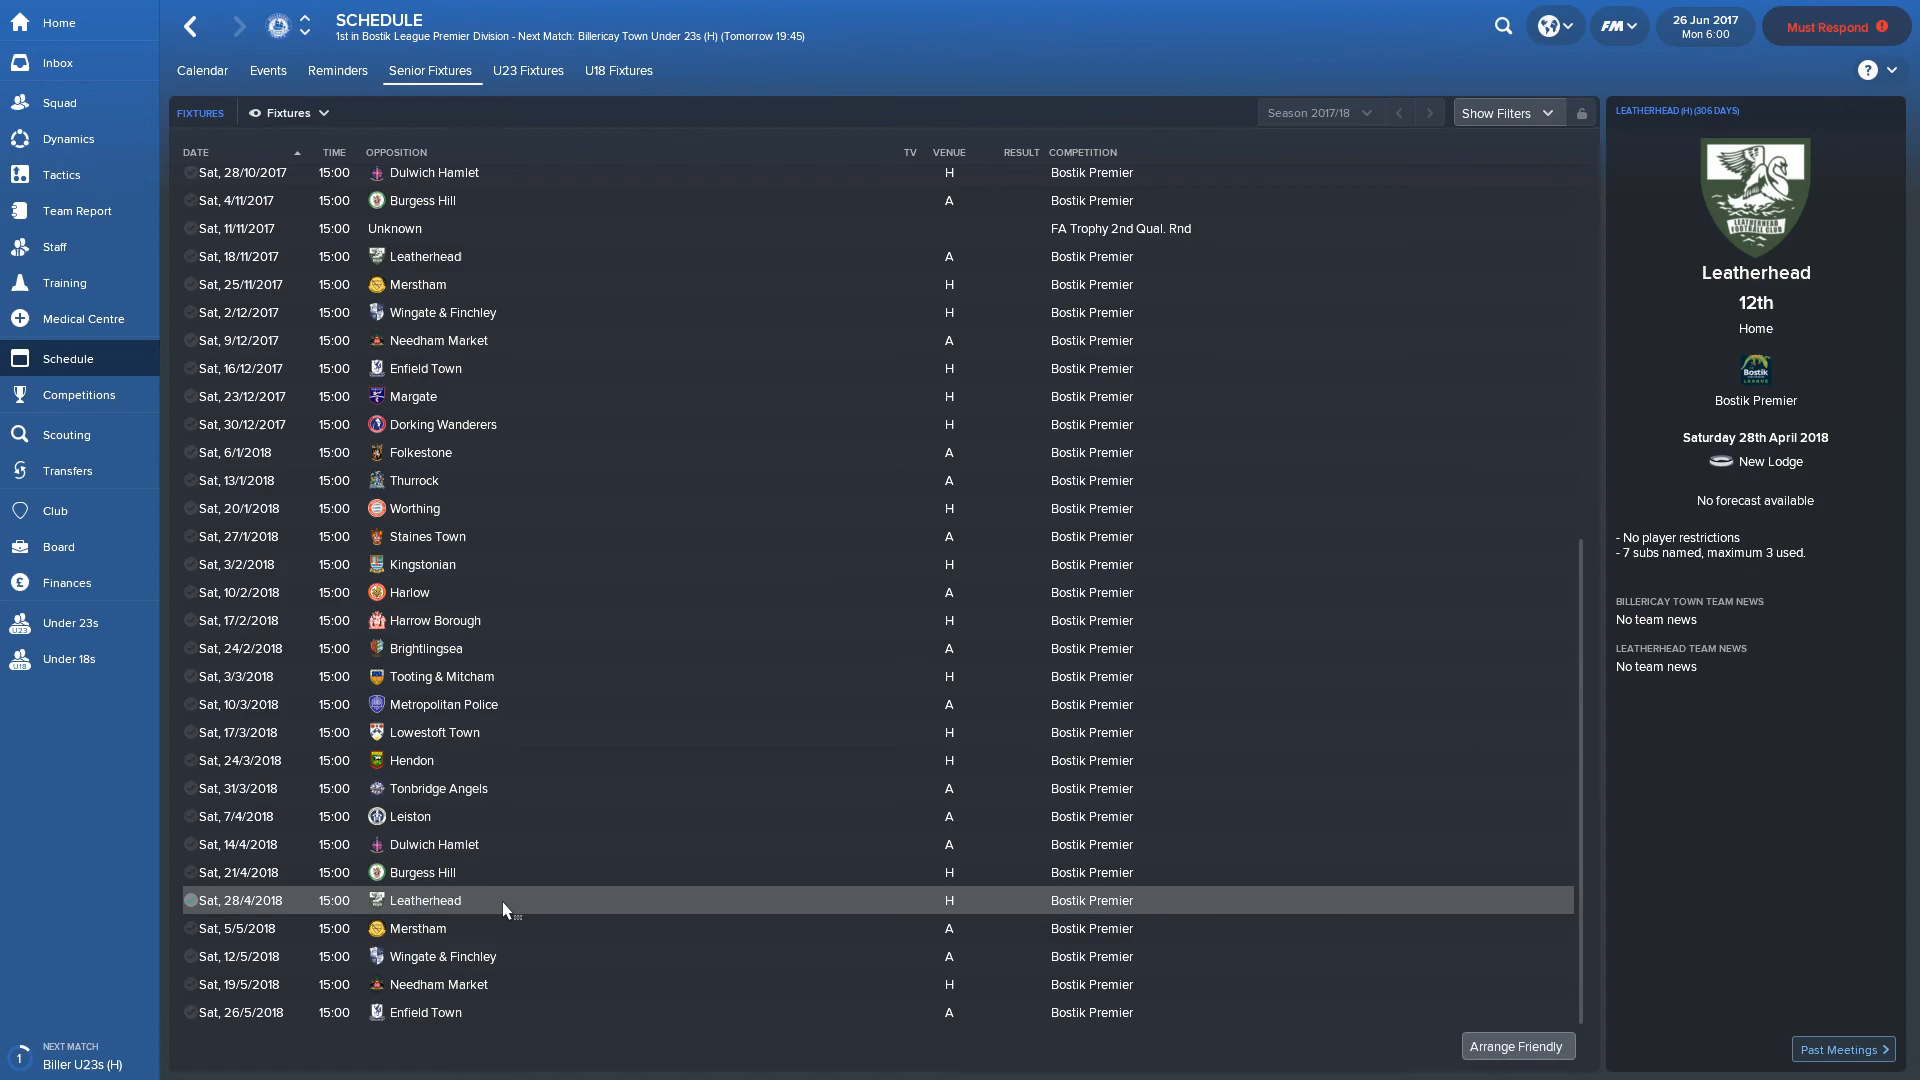 Home
Inbox
Squad
Dynamics
Tactics
Team Report
Staff
Training
Medical Centre
Schedule
Competitions
Scouting
Transfers
Club
Board
Finances
U23
Under 23s
U18
Under 18s
1
NEXT MATCH
Biller U23s (H)
SCHEDULE
1st in Bostik League Premier Division - Next Match: Billericay Town Under 23s (H) (Tomorrow 19:45)
FM
26 Jun 2017
Mon 6:00
Must Respond !
Calendar Events Reminders Senior Fixtures U23 Fixtures U18 Fixtures
?
FIXTURES Fixtures Season 2017/18 Show Filters
DATE TIME OPPOSITION TV VENUE RESULT COMPETITION
Sat, 28/10/2017 15:00 Dulwich Hamlet H Bostik Premier
Sat, 4/11/2017 15:00 Burgess Hill A Bostik Premier
Sat, 11/11/2017 15:00 Unknown FA Trophy 2nd Qual. Rnd
Sat, 18/11/2017 15:00 Leatherhead A Bostik Premier
Sat, 25/11/2017 15:00 Merstham H Bostik Premier
Sat, 2/12/2017 15:00 Wingate & Finchley H Bostik Premier
Sat, 9/12/2017 15:00 Needham Market A Bostik Premier
Sat, 16/12/2017 15:00 Enfield Town H Bostik Premier
Sat, 23/12/2017 15:00 Margate H Bostik Premier
Sat, 30/12/2017 15:00 Dorking Wanderers H Bostik Premier
Sat, 6/1/2018 15:00 Folkestone A Bostik Premier
Sat, 13/1/2018 15:00 Thurrock A Bostik Premier
Sat, 20/1/2018 15:00 Worthing H Bostik Premier
Sat, 27/1/2018 15:00 Staines Town A Bostik Premier
Sat, 3/2/2018 15:00 Kingstonian H Bostik Premier
Sat, 10/2/2018 15:00 Harlow A Bostik Premier
Sat, 17/2/2018 15:00 Harrow Borough H Bostik Premier
Sat, 24/2/2018 15:00 Brightlingsea A Bostik Premier
Sat, 3/3/2018 15:00 Tooting & Mitcham H Bostik Premier
Sat, 10/3/2018 15:00 Metropolitan Police A Bostik Premier
Sat, 17/3/2018 15:00 Lowestoft Town H Bostik Premier
Sat, 24/3/2018 15:00 Hendon H Bostik Premier
Sat, 31/3/2018 15:00 Tonbridge Angels A Bostik Premier
Sat, 7/4/2018 15:00 Leiston A Bostik Premier
Sat, 14/4/2018 15:00 Dulwich Hamlet A Bostik Premier
Sat, 21/4/2018 15:00 Burgess Hill H Bostik Premier
Sat, 28/4/2018 15:00 Leatherhead H Bostik Premier
Sat, 5/5/2018 15:00 Merstham A Bostik Premier
Sat, 12/5/2018 15:00 Wingate & Finchley A Bostik Premier
Sat, 19/5/2018 15:00 Needham Market H Bostik Premier
Sat, 26/5/2018 15:00 Enfield Town A Bostik Premier
Arrange Friendly
LEATHERHEAD (H) (306 DAYS)
LEATHERHEAD
FOOTBALL CLUB
Leatherhead
12th
Home
Bostik
LEAGUE
Bostik Premier
Saturday 28th April 2018
New Lodge
No forecast available
- No player restrictions
- 7 subs named, maximum 3 used.
BILLERICAY TOWN TEAM NEWS
No team news
LEATHERHEAD TEAM NEWS
No team news
Past Meetings